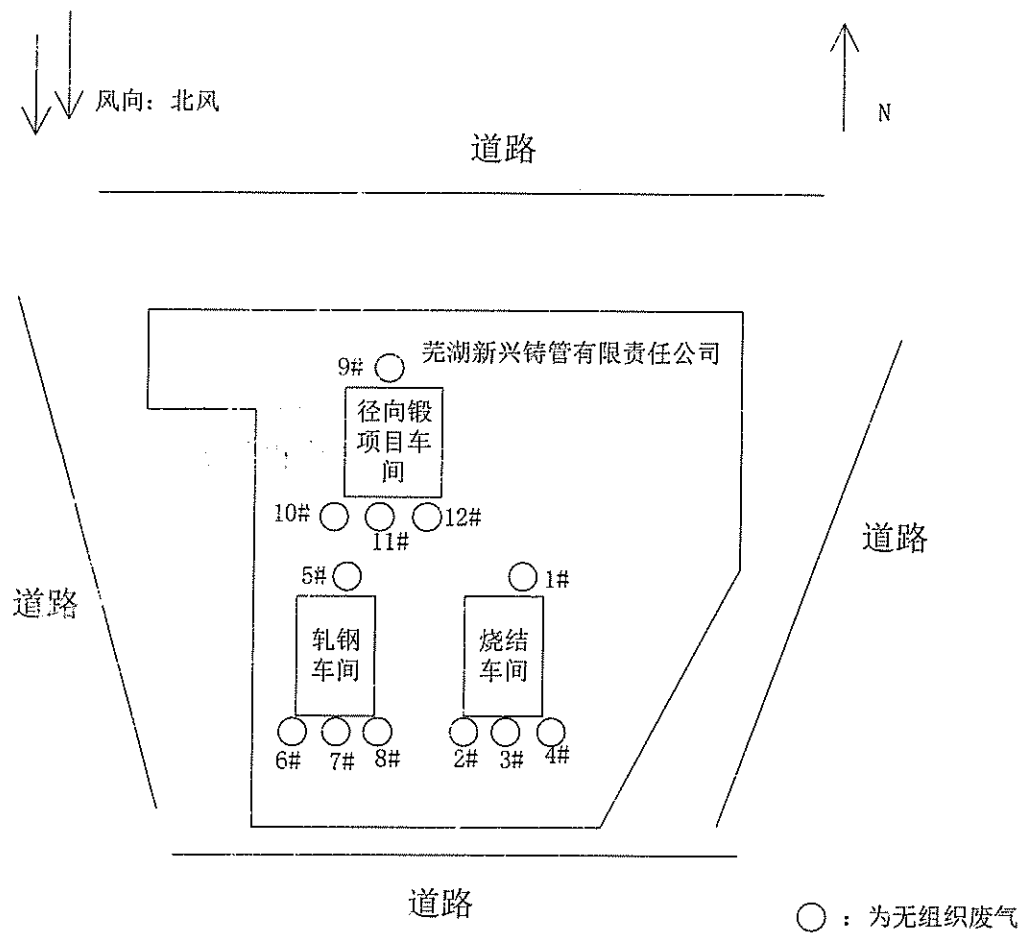 风向：北风
N
道路
芜湖新兴铸管有限责任公司
9#
径向锻
项目车
间
10#
11#
12#
道路
5#
1#
道路
轧钢
车间
烧结
车间
6#
7#
8#
2#
3#
4#
道路
○：为无组织废气